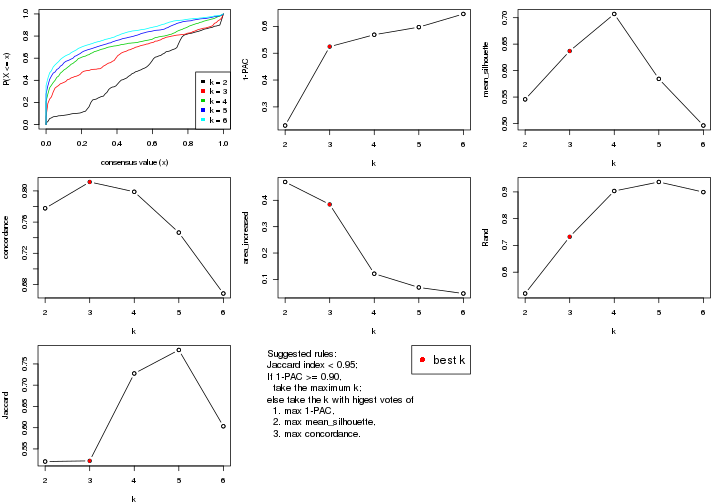 P(X <= x)
0.0 0.2 0.4 0.6 0.8 1.0
k = 2
k = 3
k = 4
k = 5
k = 6
0.0 0.2 0.4 0.6 0.8 1.0
consensus value (x)
1-PAC
0.3 0.4 0.5 0.6
2 3 4 5 6
k
mean_silhouette
0.50 0.55 0.60 0.65 0.70
2 3 4 5 6
k
concordance
0.68 0.72 0.76 0.80
2 3 4 5 6
k
area_increased
0.1 0.2 0.3 0.4
2 3 4 5 6
k
Rand
0.6 0.7 0.8 0.9
2 3 4 5 6
k
Jaccard
0.55 0.60 0.65 0.70 0.75
2 3 4 5 6
k
Suggested rules:
Jaccard index < 0.95;
If 1-PAC >= 0.90,
take the maximum k;
else take the k with higest votes of
1. max 1-PAC,
2. max mean_silhouette,
3. max concordance.
best k